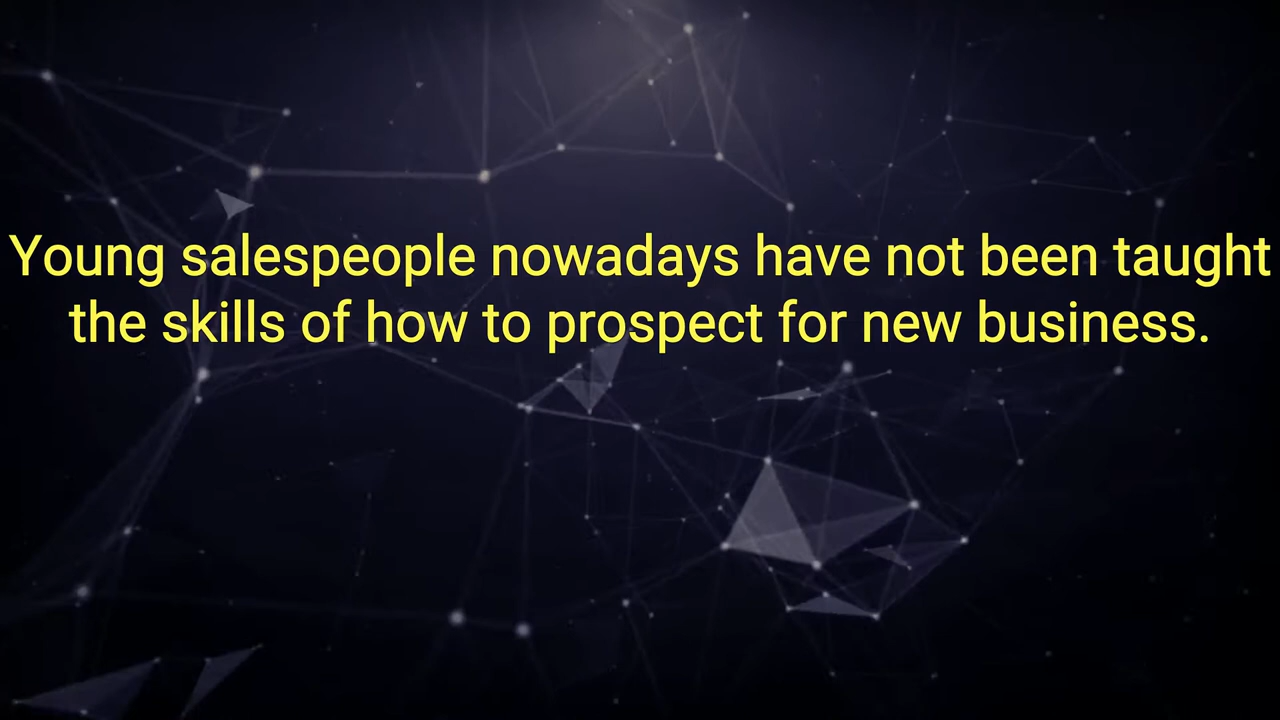 Young salespeople nowadays have not been taught
the skills of how to prospect for new business.